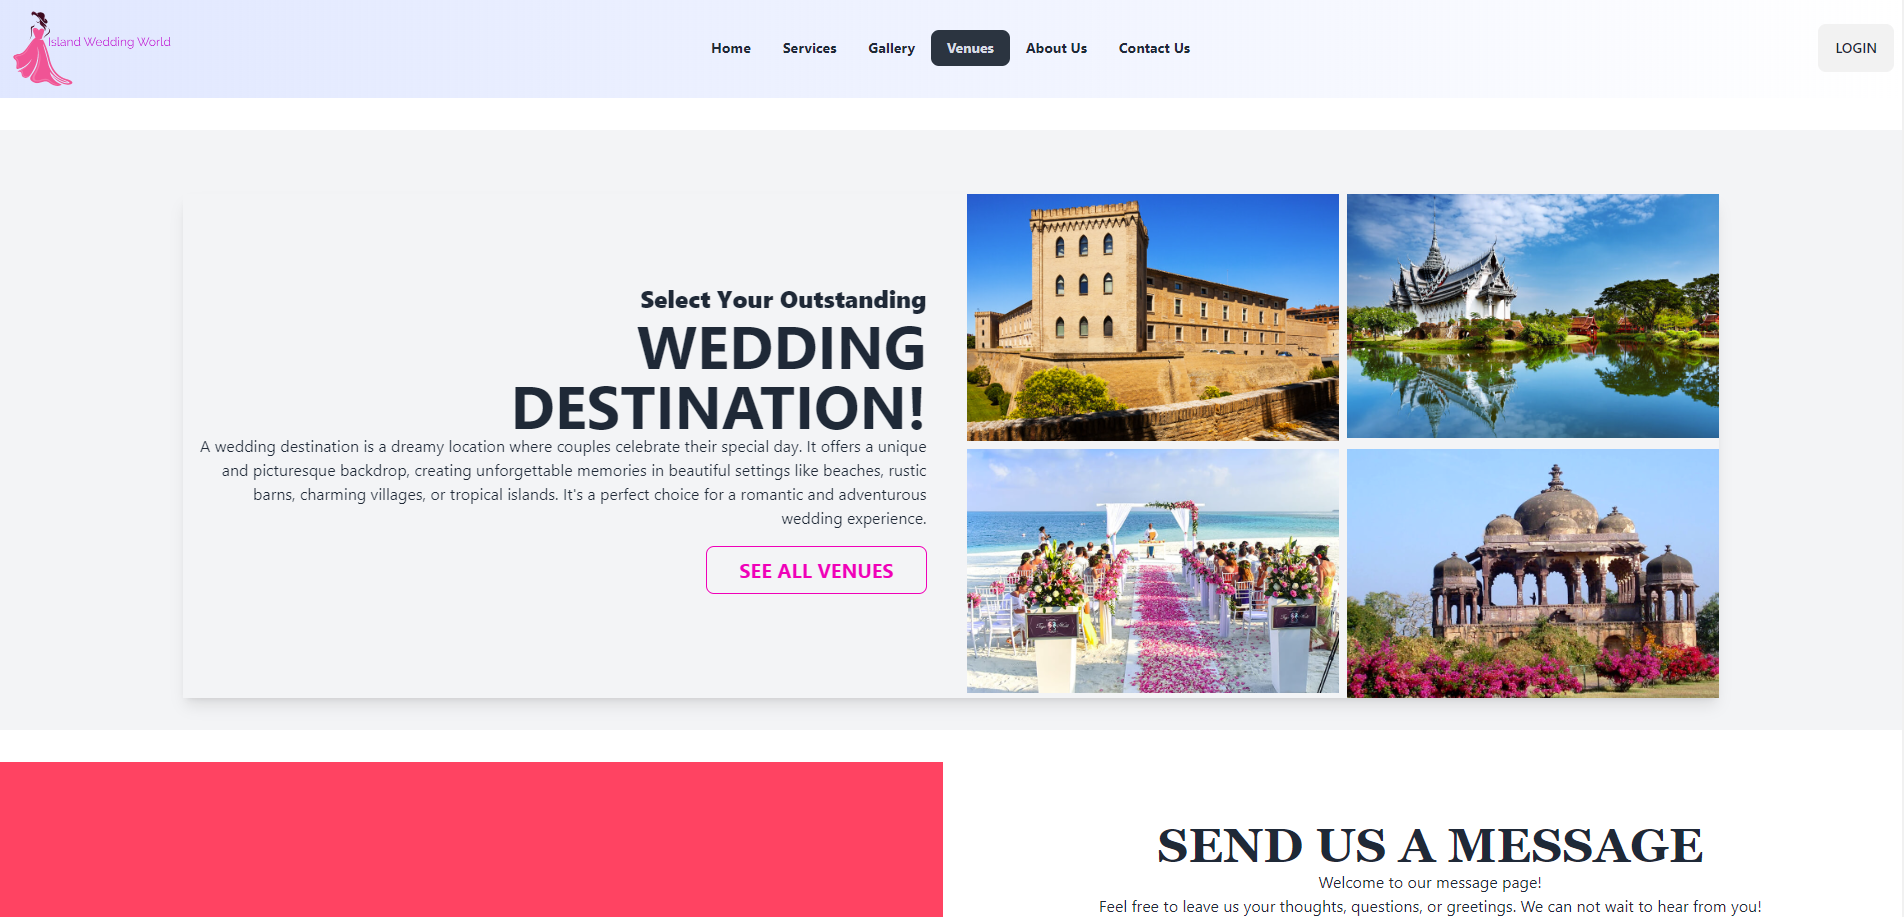 Island Wedding World
Home Services Gallery Venues About Us Contact Us
LOGIN
Select Your Outstanding
WEDDING
DESTINATION!
A wedding destination is a dreamy location where couples celebrate their special day. It offers a unique
and picturesque backdrop, creating unforgettable memories in beautiful settings like beaches, rustic
barns, charming villages, or tropical islands. It's a perfect choice for a romantic and adventurous
wedding experience.
SEE ALL VENUES
SEND US A MESSAGE
Welcome to our message page!
Feel free to leave us your thoughts, questions, or greetings. We can not wait to hear from you!